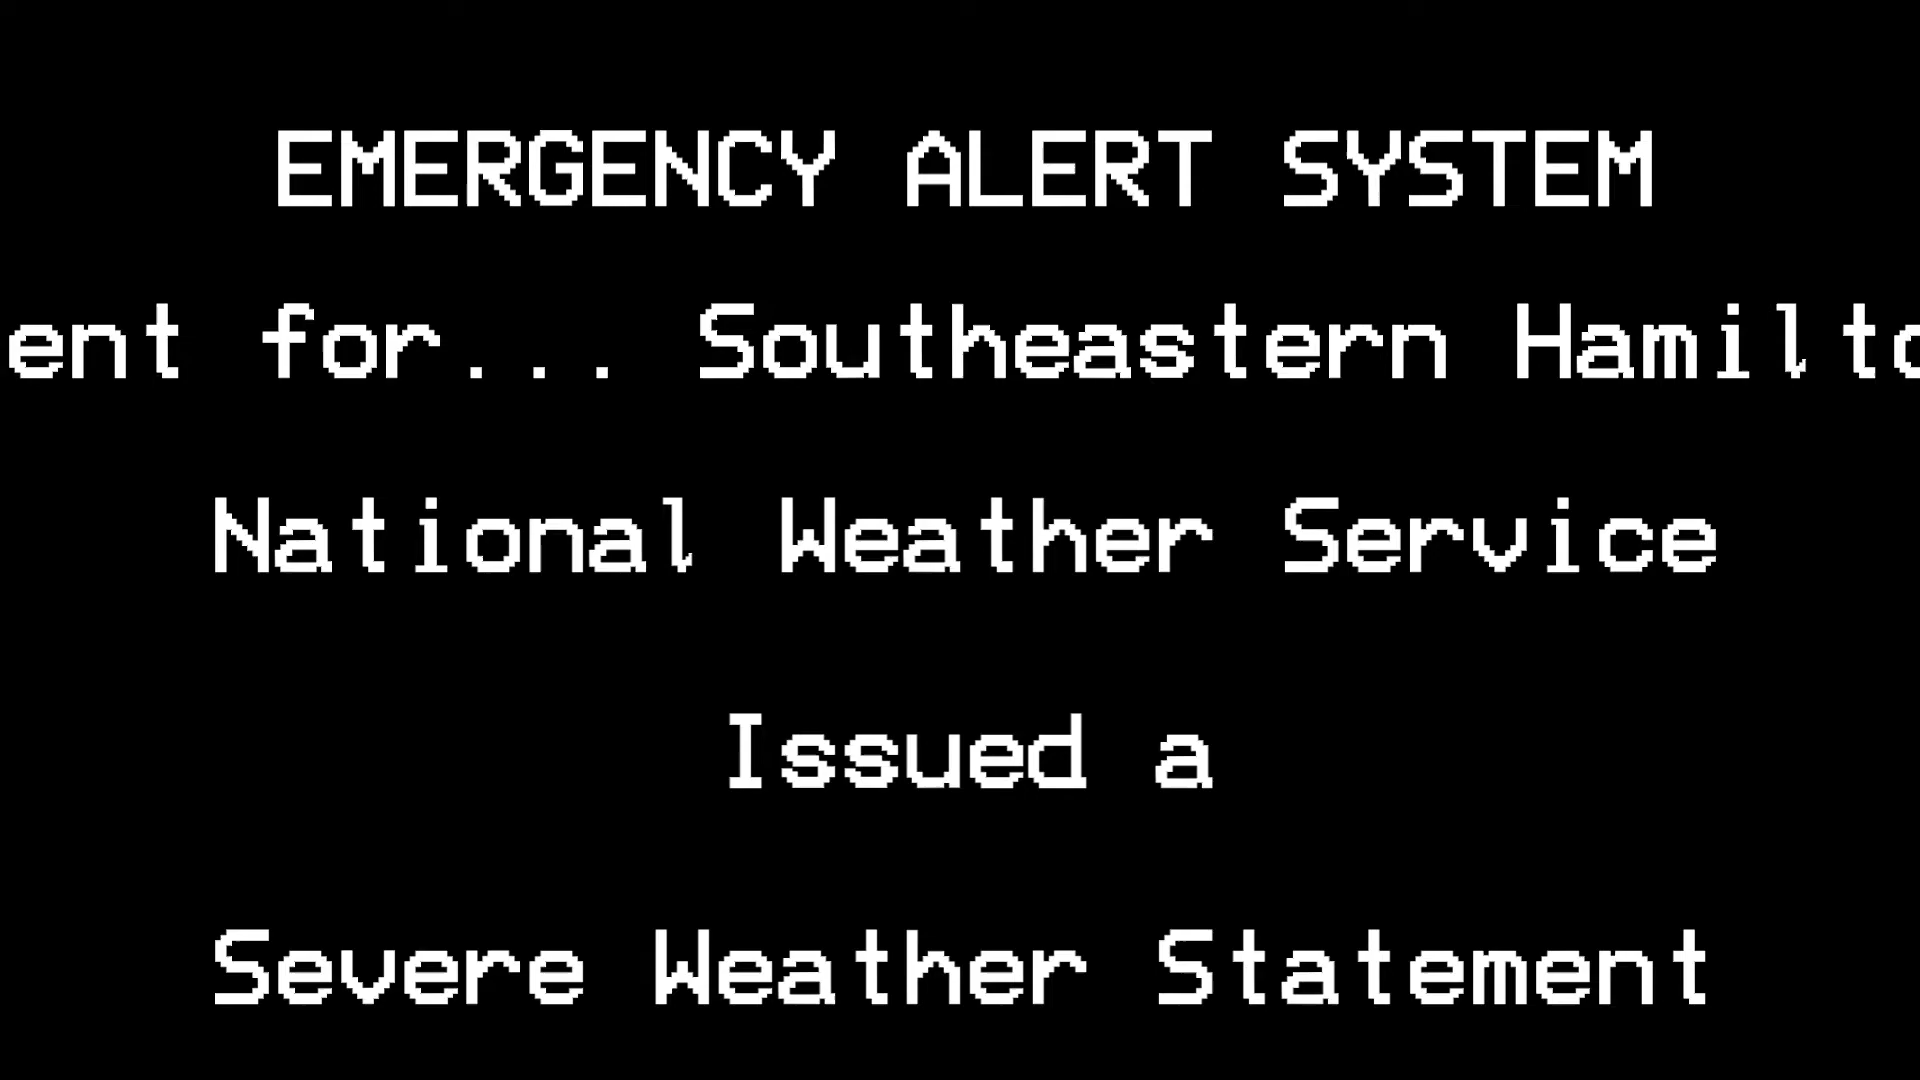 EMERGENCY ALERT SYSTEM
ent for... Southeastern Hamilto
National Weather Service
Issued a
Severe Weather Statement